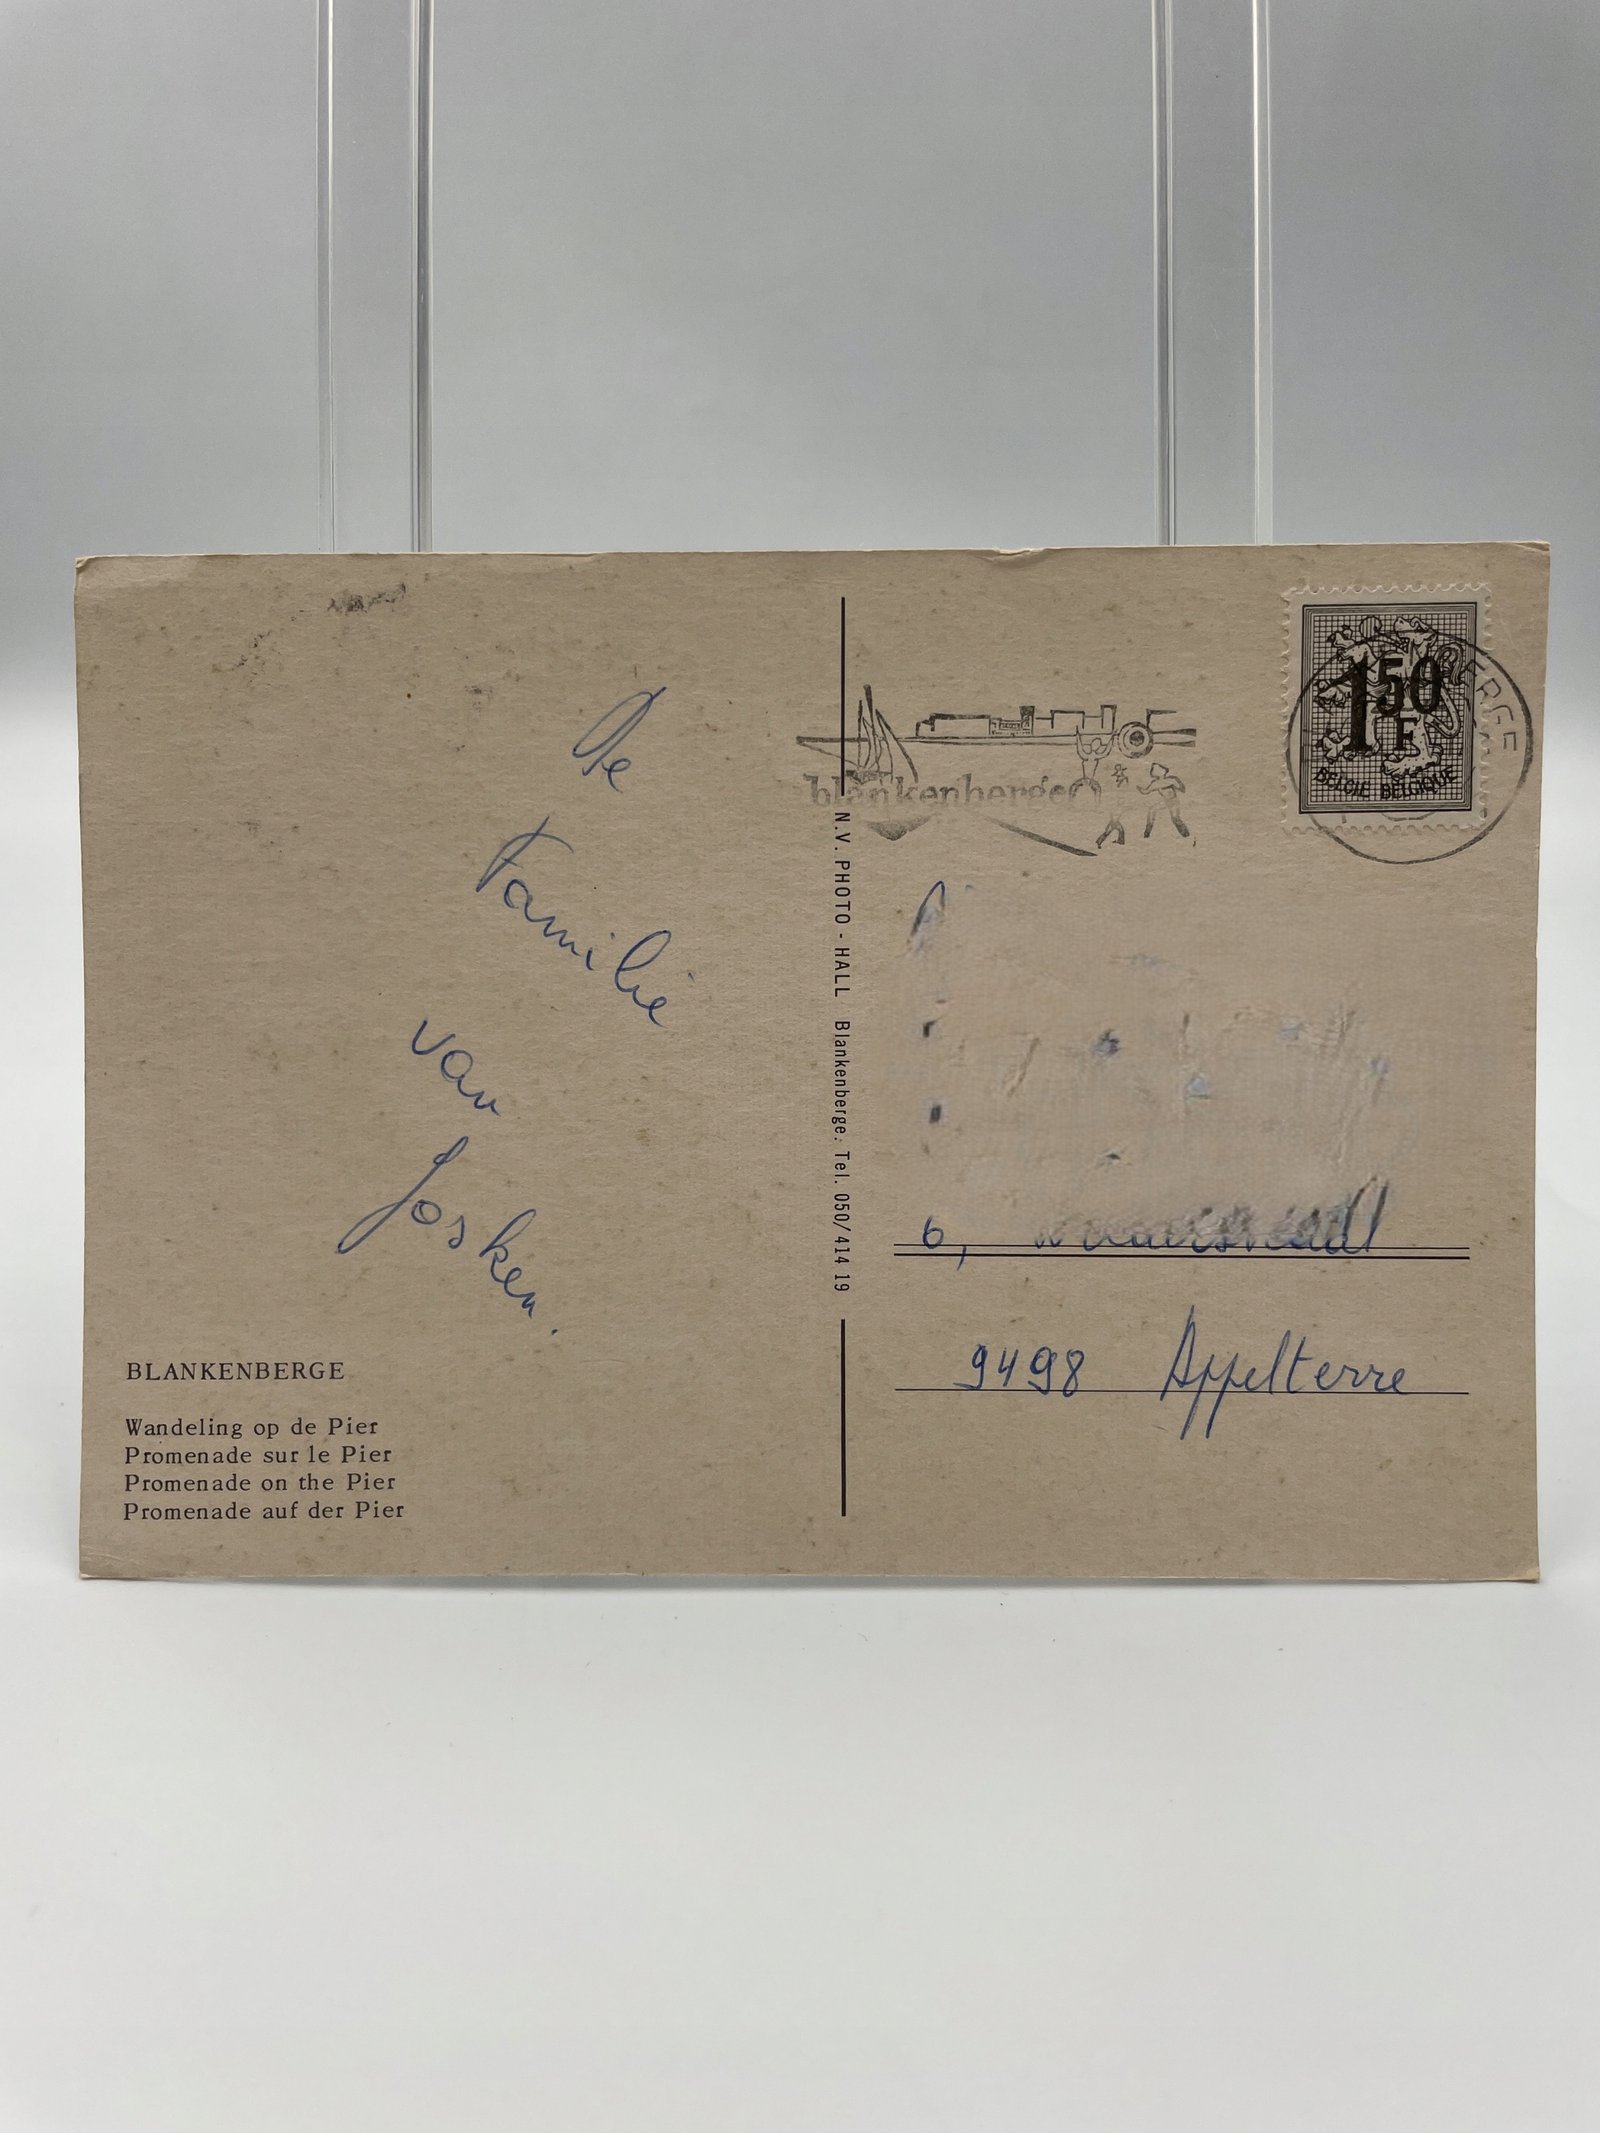 De
Familie
van
Josken.
BLANKENBERGE
Wandeling op de Pier
Promenade sur le Pier
Promenade on the Pier
Promenade auf der Pier
N.V. PHOTO - HALL Blankenberge. Tel. 050/414 19
blankenberge
1 50 F
BELGIE BELGIQUE
6,
9498 Appelterre